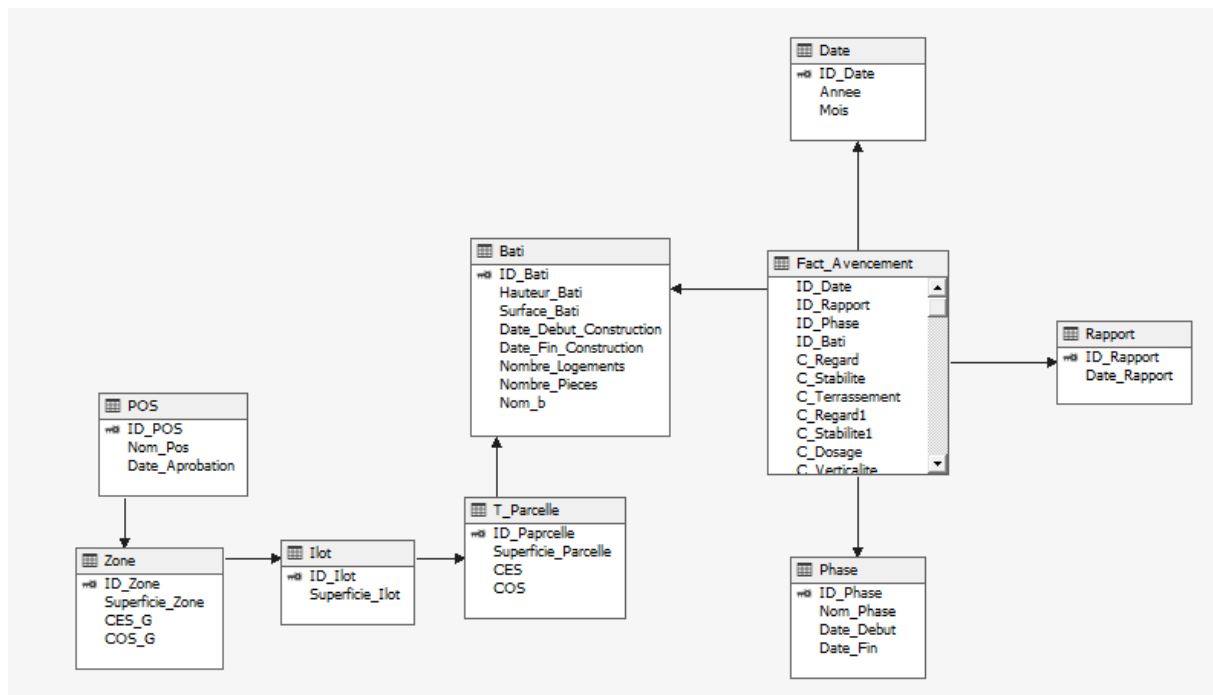 Date
ID_Date
Annee
Mois
Bati
ID_Bati
Hauteur_Bati
Surface_Bati
Date_Debut_Construction
Date_Fin_Construction
Nombre_Logements
Nombre_Pieces
Nom_b
Fact_Avencement
ID_Date
ID_Rapport
ID_Phase
ID_Bati
C_Regard
C_Stabilite
C_Terrassement
C_Regard1
C_Stabilite1
C_Dosage
C_Verticalite
Rapport
ID_Rapport
Date_Rapport
POS
ID_POS
Nom_Pos
Date_Aprobation
T_Parcelle
ID_Paprcelle
Superficie_Parcelle
CES
COS
Zone
ID_Zone
Superficie_Zone
CES_G
COS_G
Ilot
ID_Ilot
Superficie_Ilot
Phase
ID_Phase
Nom_Phase
Date_Debut
Date_Fin